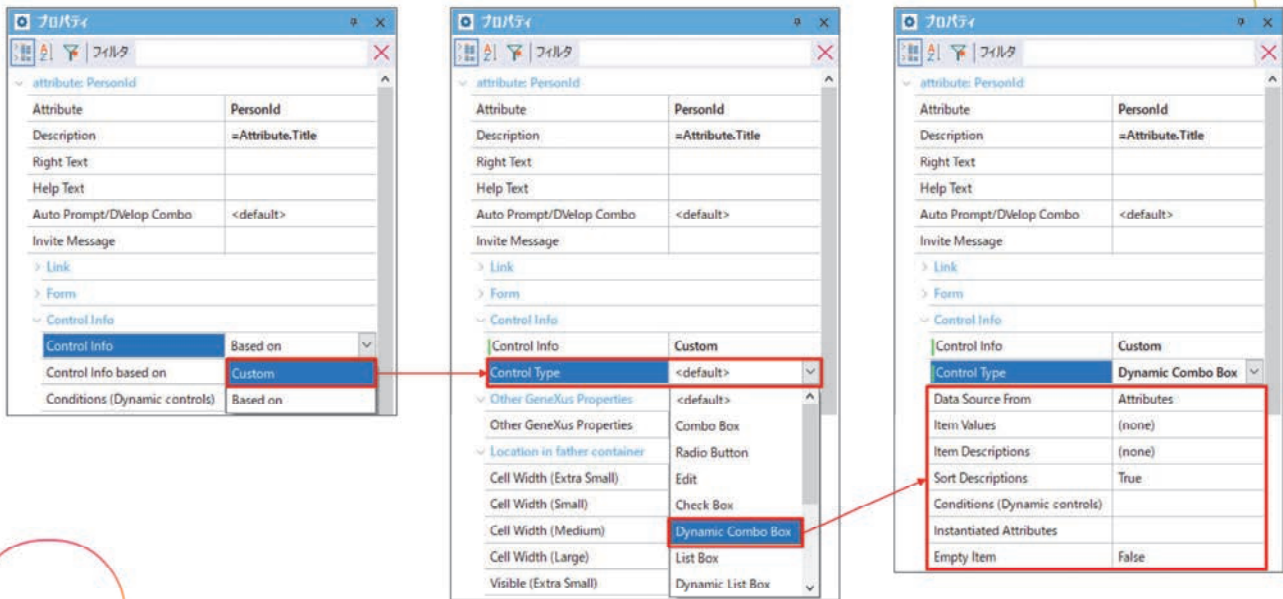 プロパティ
フィルタ
attribute: PersonId
Attribute PersonId
Description =Attribute.Title
Right Text
Help Text
Auto Prompt/DVelop Combo <default>
Invite Message
Link
Form
Control Info
Control Info Based on
Control Info based on Custom
Conditions (Dynamic controls) Based on
プロパティ
フィルタ
attribute: PersonId
Attribute PersonId
Description =Attribute.Title
Right Text
Help Text
Auto Prompt/DVelop Combo <default>
Invite Message
Link
Form
Control Info
Control Info Custom
Control Type <default>
Other GeneXus Properties <default>
Other GeneXus Properties Combo Box
Location in father container Radio Button
Cell Width (Extra Small) Edit
Cell Width (Small) Check Box
Cell Width (Medium) Dynamic Combo Box
Cell Width (Large) List Box
Visible (Extra Small) Dynamic List Box
プロパティ
フィルタ
attribute: PersonId
Attribute PersonId
Description =Attribute.Title
Right Text
Help Text
Auto Prompt/DVelop Combo <default>
Invite Message
Link
Form
Control Info
Control Info Custom
Control Type Dynamic Combo Box
Data Source From Attributes
Item Values (none)
Item Descriptions (none)
Sort Descriptions True
Conditions (Dynamic controls)
Instantiated Attributes
Empty Item False